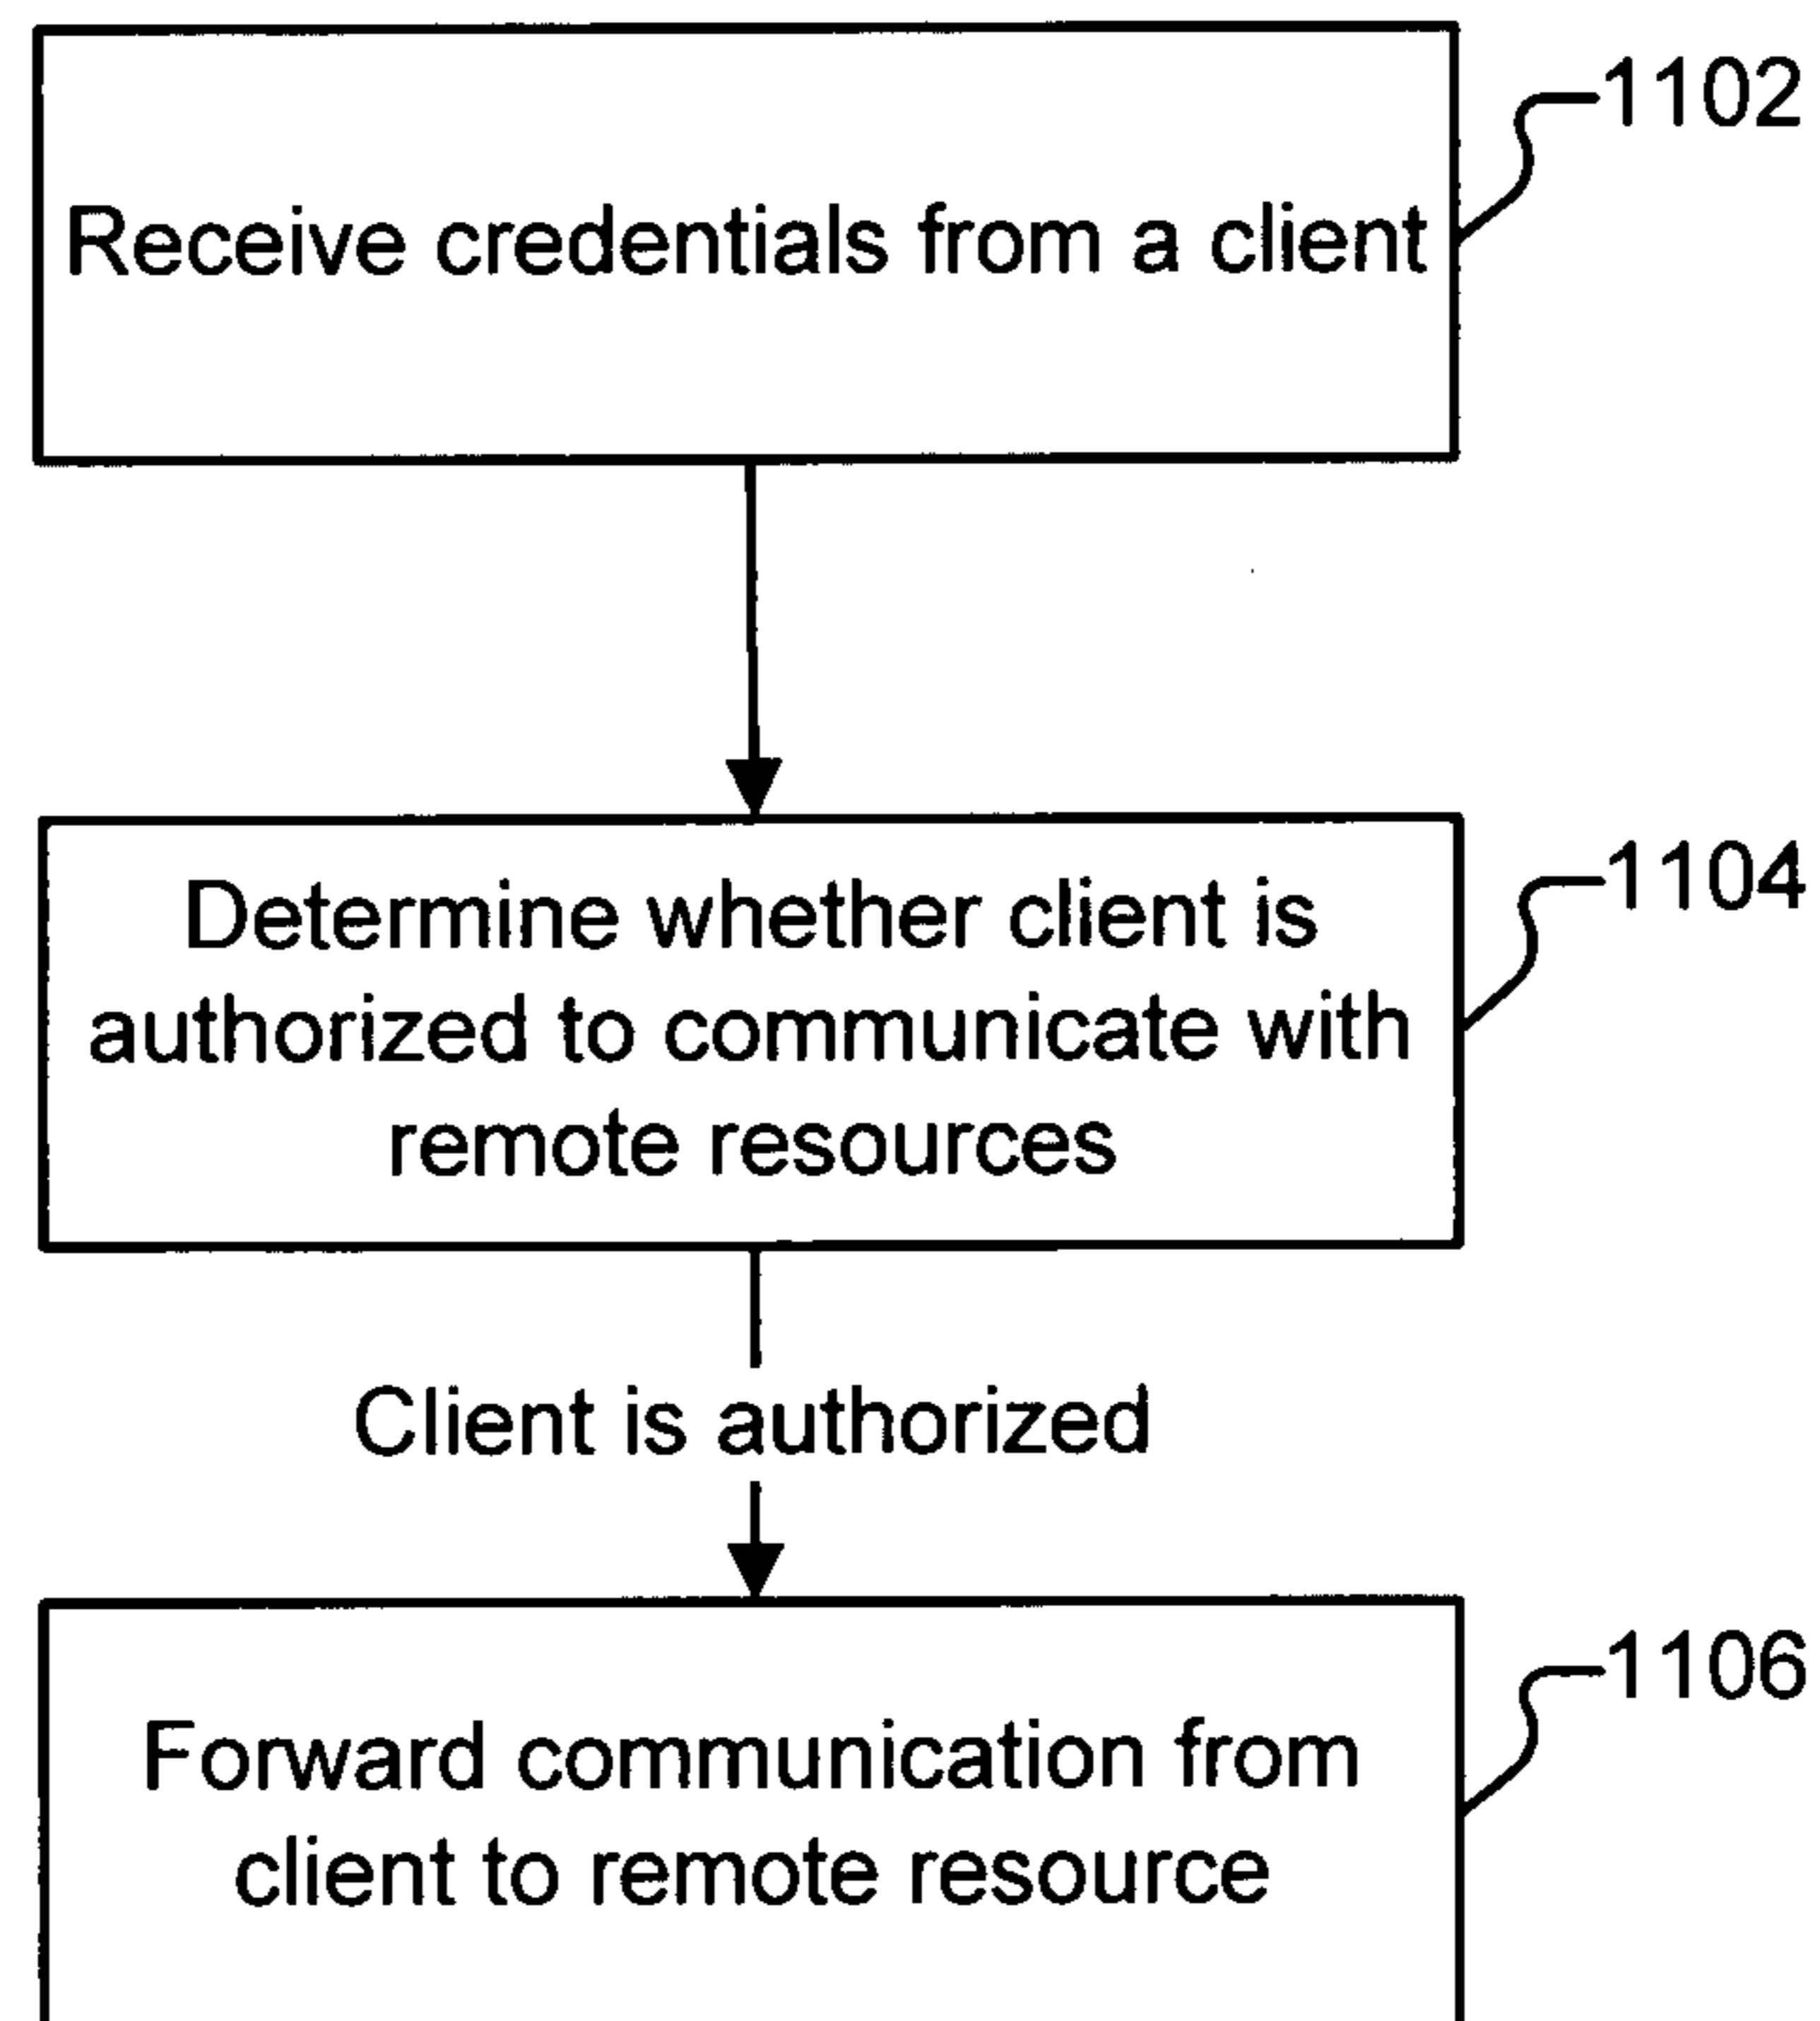 1102
Receive credentials from a client
1104
Determine whether client is
authorized to communicate with
remote resources
Client is authorized
1106
Forward communication from
client to remote resource